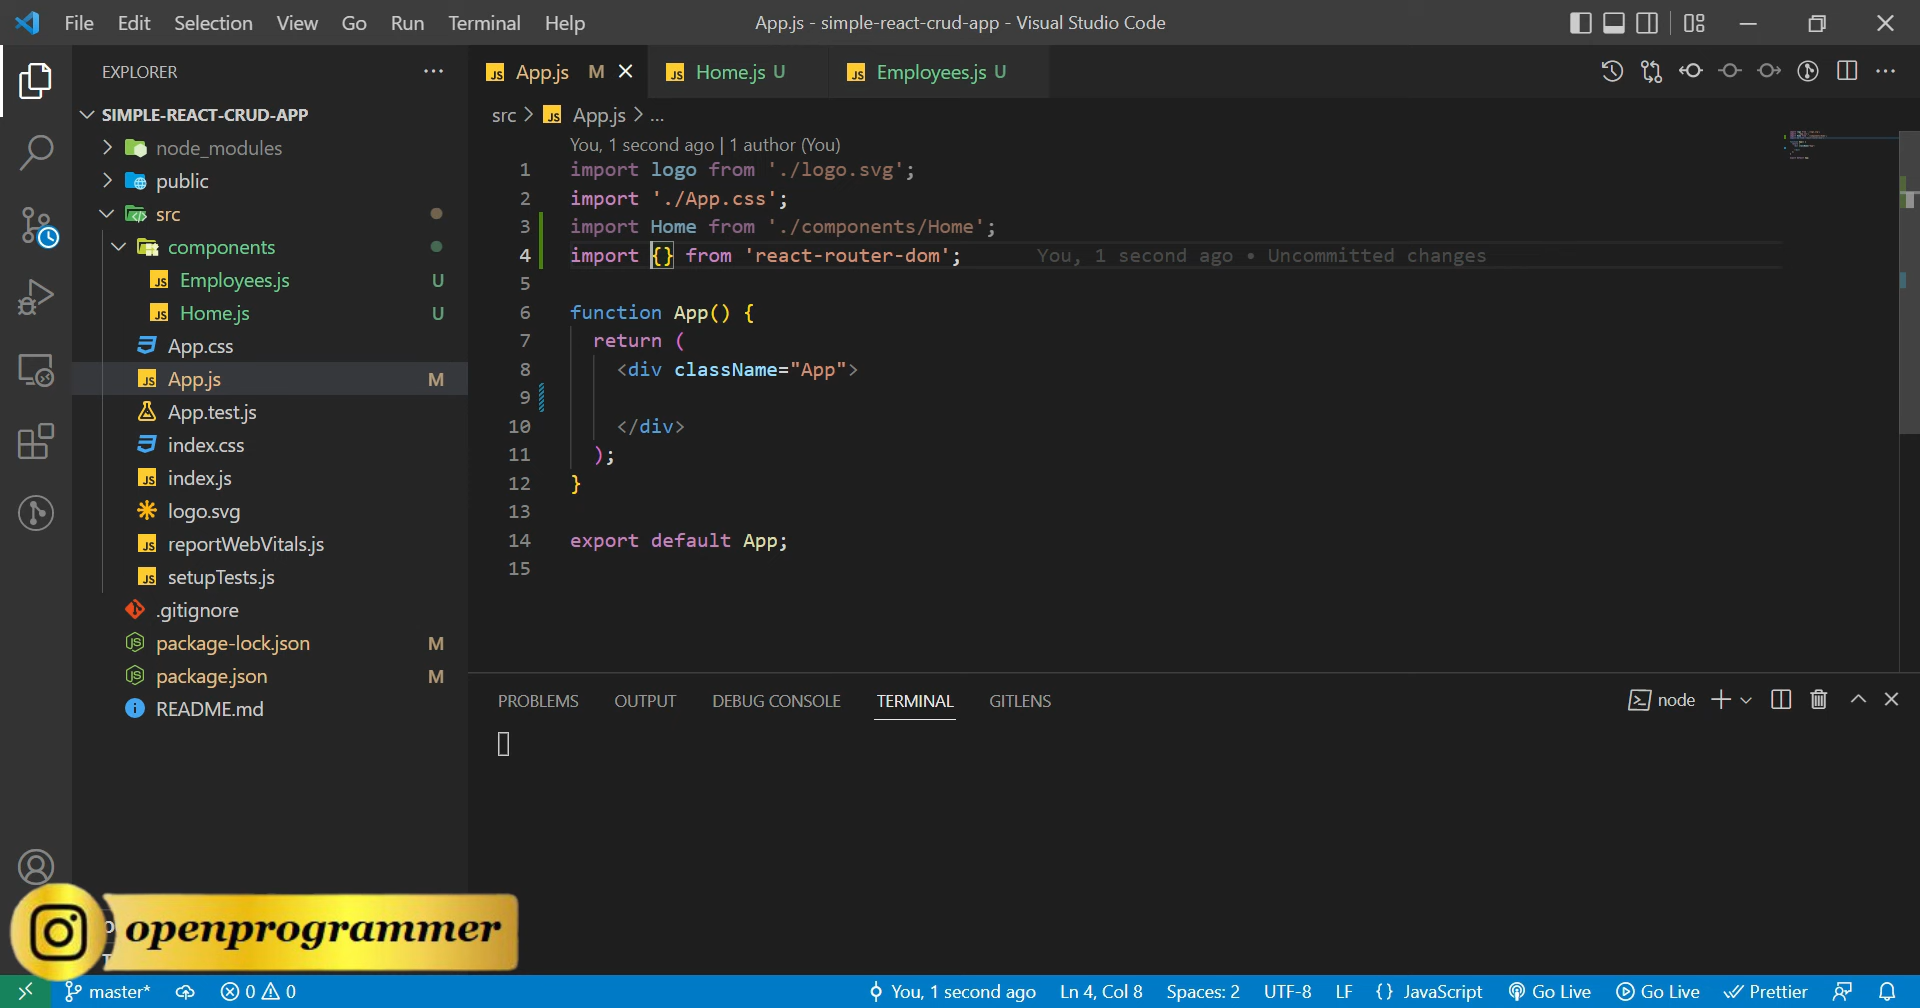 File Edit Selection View Go Run Terminal Help
App.js - simple-react-crud-app - Visual Studio Code
EXPLORER
SIMPLE-REACT-CRUD-APP
node_modules
public
src
components
Employees.js U
Home.js U
App.css
App.js M
App.test.js
index.css
index.js
logo.svg
reportWebVitals.js
setupTests.js
.gitignore
package-lock.json M
package.json M
README.md
App.js M Home.js U Employees.js U
src > App.js > ...
You, 1 second ago | 1 author (You)
1 import logo from './logo.svg';
2 import './App.css';
3 import Home from './components/Home';
4 import {} from 'react-router-dom'; You, 1 second ago • Uncommitted changes
5
6 function App() {
7 return (
8 <div className="App">
9
10 </div>
11 );
12 }
13
14 export default App;
15
PROBLEMS OUTPUT DEBUG CONSOLE TERMINAL GITLENS
node
openprogrammer
master* 0 0 You, 1 second ago Ln 4, Col 8 Spaces: 2 UTF-8 LF {} JavaScript Go Live Go Live Prettier